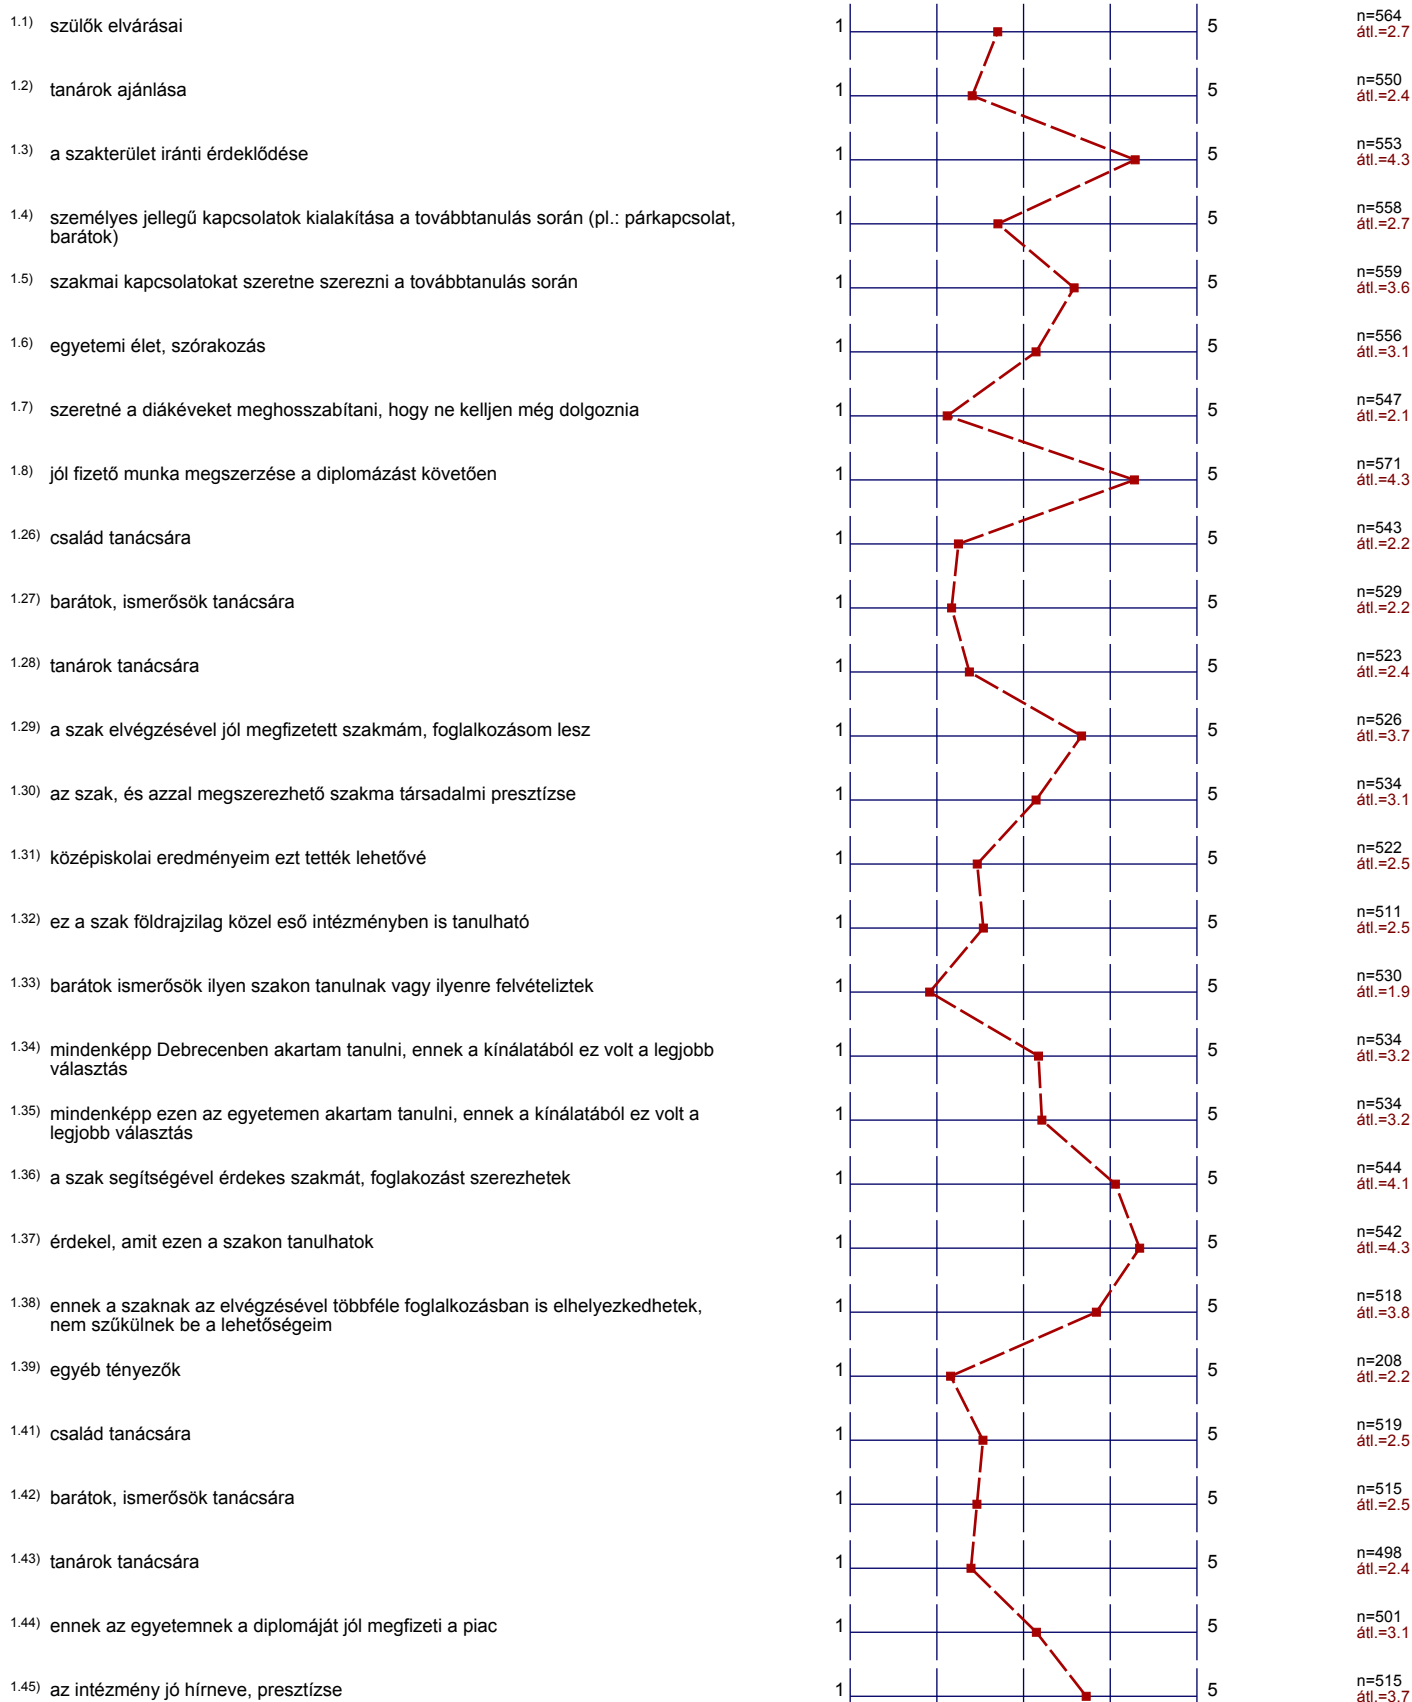 1.1) szülők elvárásai 1 5 n=564
átl.=2.7
1.2) tanárok ajánlása 1 5 n=550
átl.=2.4
1.3) a szakterület iránti érdeklődése 1 5 n=553
átl.=4.3
1.4) személyes jellegű kapcsolatok kialakítása a továbbtanulás során (pl.: párkapcsolat, 1 5 n=558
barátok) átl.=2.7
1.5) szakmai kapcsolatokat szeretne szerezni a továbbtanulás során 1 5 n=559
átl.=3.6
1.6) egyetemi élet, szórakozás 1 5 n=556
átl.=3.1
1.7) szeretné a diákéveket meghosszabítani, hogy ne kelljen még dolgoznia 1 5 n=547
átl.=2.1
1.8) jól fizető munka megszerzése a diplomázást követően 1 5 n=571
átl.=4.3
1.26) család tanácsára 1 5 n=543
átl.=2.2
1.27) barátok, ismerősök tanácsára 1 5 n=529
átl.=2.2
1.28) tanárok tanácsára 1 5 n=523
átl.=2.4
1.29) a szak elvégzésével jól megfizetett szakmám, foglalkozásom lesz 1 5 n=526
átl.=3.7
1.30) az szak, és azzal megszerezhető szakma társadalmi presztízse 1 5 n=534
átl.=3.1
1.31) középiskolai eredményeim ezt tették lehetővé 1 5 n=522
átl.=2.5
1.32) ez a szak földrajzilag közel eső intézményben is tanulható 1 5 n=511
átl.=2.5
1.33) barátok ismerősök ilyen szakon tanulnak vagy ilyenre felvételiztek 1 5 n=530
átl.=1.9
1.34) mindenképp Debrecenben akartam tanulni, ennek a kínálatából ez volt a legjobb 1 5 n=534
választás átl.=3.2
1.35) mindenképp ezen az egyetemen akartam tanulni, ennek a kínálatából ez volt a 1 5 n=534
legjobb választás átl.=3.2
1.36) a szak segítségével érdekes szakmát, foglakozást szerezhetek 1 5 n=544
átl.=4.1
1.37) érdekel, amit ezen a szakon tanulhatok 1 5 n=542
átl.=4.3
1.38) ennek a szaknak az elvégzésével többféle foglalkozásban is elhelyezkedhetek, 1 5 n=518
nem szűkülnek be a lehetőségeim átl.=3.8
1.39) egyéb tényezők 1 5 n=208
átl.=2.2
1.41) család tanácsára 1 5 n=519
átl.=2.5
1.42) barátok, ismerősök tanácsára 1 5 n=515
átl.=2.5
1.43) tanárok tanácsára 1 5 n=498
átl.=2.4
1.44) ennek az egyetemnek a diplomáját jól megfizeti a piac 1 5 n=501
átl.=3.1
1.45) az intézmény jó hírneve, presztízse 1 5 n=515
átl.=3.7